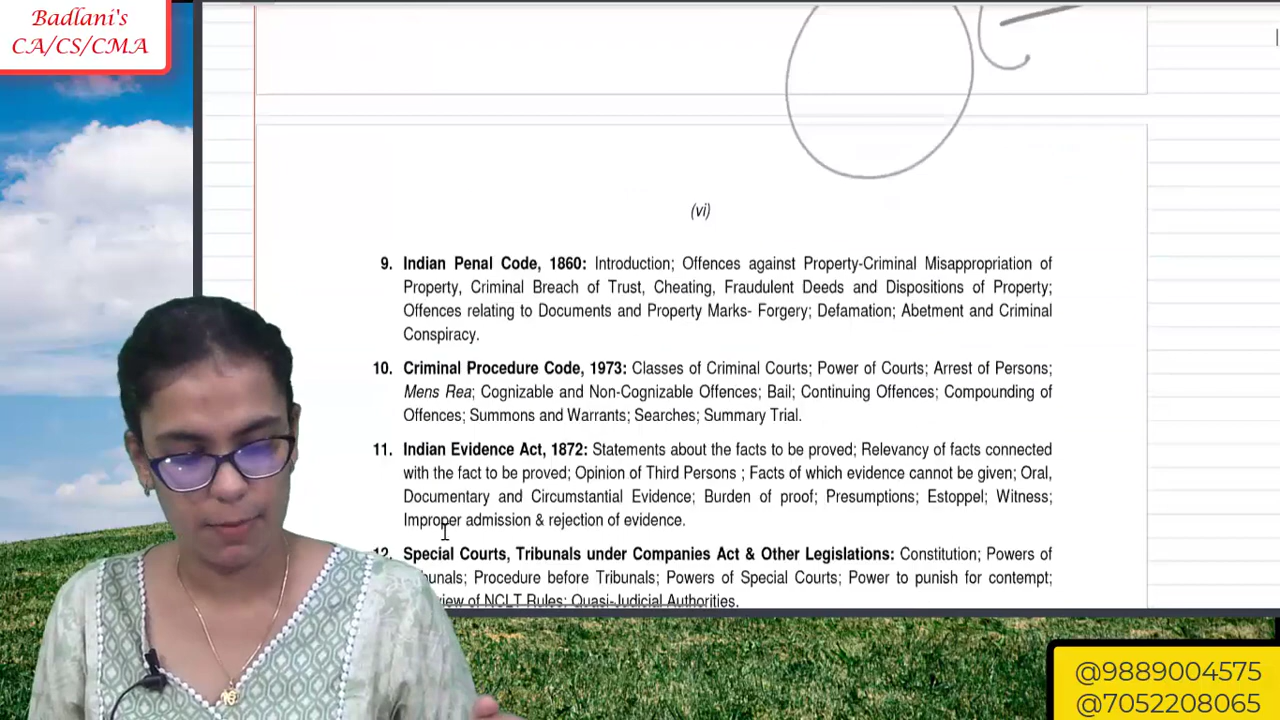 Badlani's
CA/CS/CMA
(vi)
9. Indian Penal Code, 1860: Introduction; Offences against Property-Criminal Misappropriation of
Property, Criminal Breach of Trust, Cheating, Fraudulent Deeds and Dispositions of Property;
Offences relating to Documents and Property Marks- Forgery; Defamation; Abetment and Criminal
Conspiracy.
10. Criminal Procedure Code, 1973: Classes of Criminal Courts; Power of Courts; Arrest of Persons;
Mens Rea; Cognizable and Non-Cognizable Offences; Bail; Continuing Offences; Compounding of
Offences; Summons and Warrants; Searches; Summary Trial.
11. Indian Evidence Act, 1872: Statements about the facts to be proved; Relevancy of facts connected
with the fact to be proved; Opinion of Third Persons ; Facts of which evidence cannot be given; Oral,
Documentary and Circumstantial Evidence; Burden of proof; Presumptions; Estoppel; Witness;
Improper admission & rejection of evidence.
12. Special Courts, Tribunals under Companies Act & Other Legislations: Constitution; Powers of
Procedure before Tribunals; Powers of Special Courts; Power to punish for contempt;
of NCLT Rules; Quasi-Judicial Authorities.
@9889004575
@7052208065